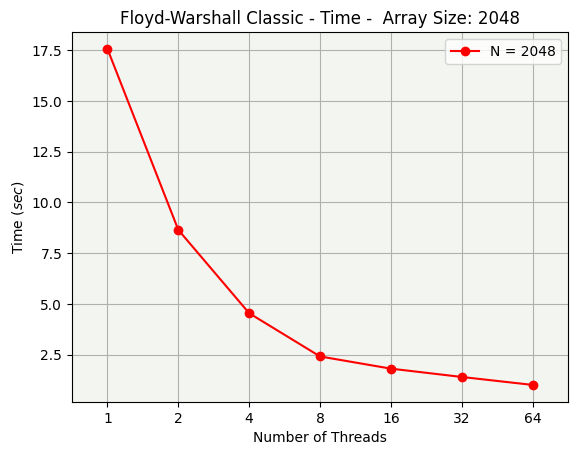 Floyd-Warshall Classic - Time -  Array Size: 2048
N = 2048
17.5
15.0
12.5
10.0
7.5
5.0
2.5
Time (sec)
1 2 4 8 16 32 64
Number of Threads